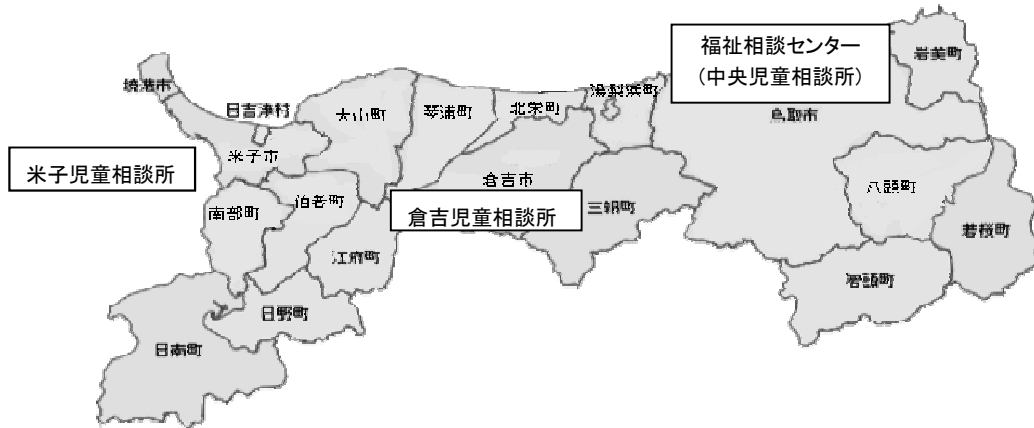 福祉相談センター
（中央児童相談所）
岩美町
境港市
日吉津村
大山町
琴浦町
北栄町
湯梨浜町
鳥取市
米子市
米子児童相談所
南部町
伯耆町
倉吉市
倉吉児童相談所
三朝町
八頭町
若桜町
江府町
智頭町
日野町
日南町